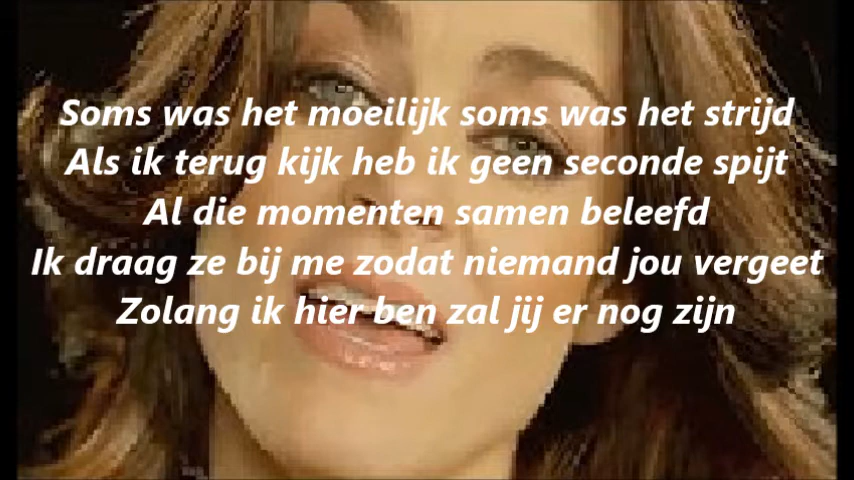 Soms was het moeilijk soms was het strijd
Als ik terug kijk heb ik geen seconde spijt
Al die momenten samen beleefd
Ik draag ze bij me zodat niemand jou vergeet
Zolang ik hier ben zal jij er nog zijn